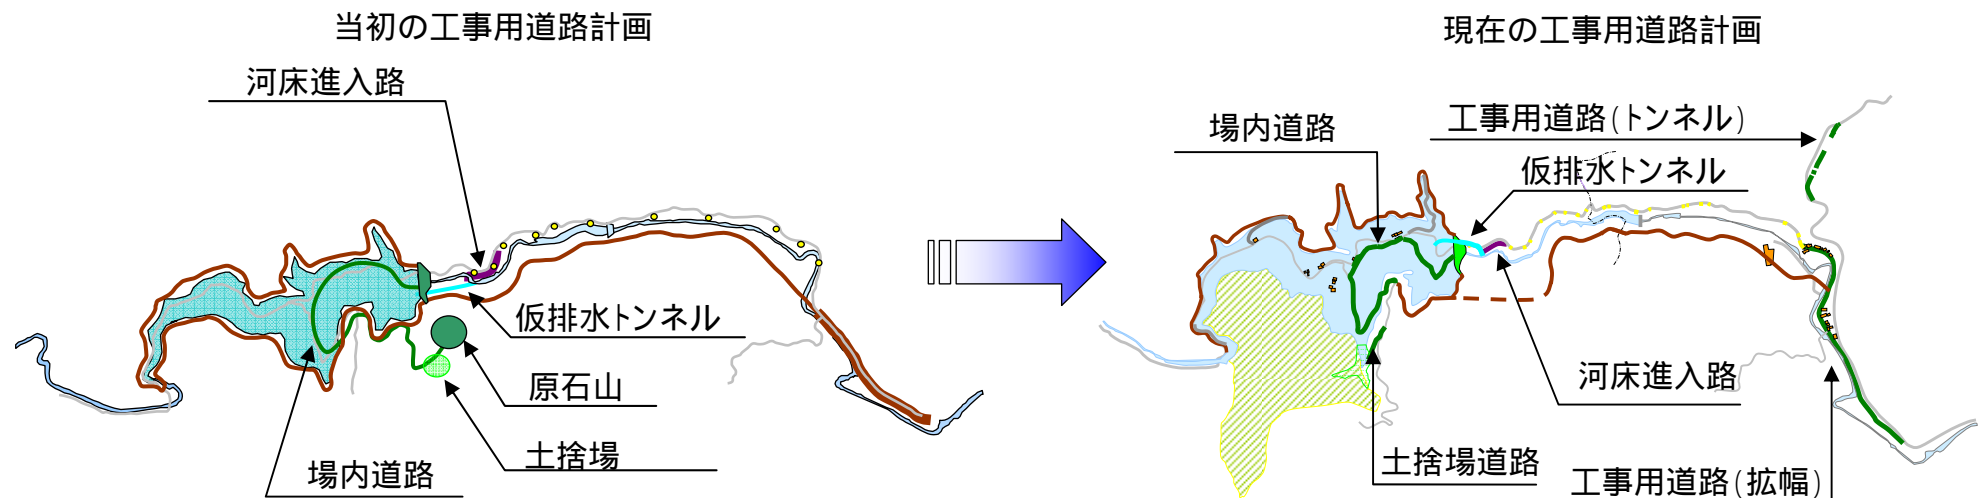 当初の工事用道路計画
河床進入路
仮排水トンネル
原石山
土捨場
場内道路
現在の工事用道路計画
工事用道路(トンネル)
場内道路
仮排水トンネル
河床進入路
土捨場道路
工事用道路(拡幅)